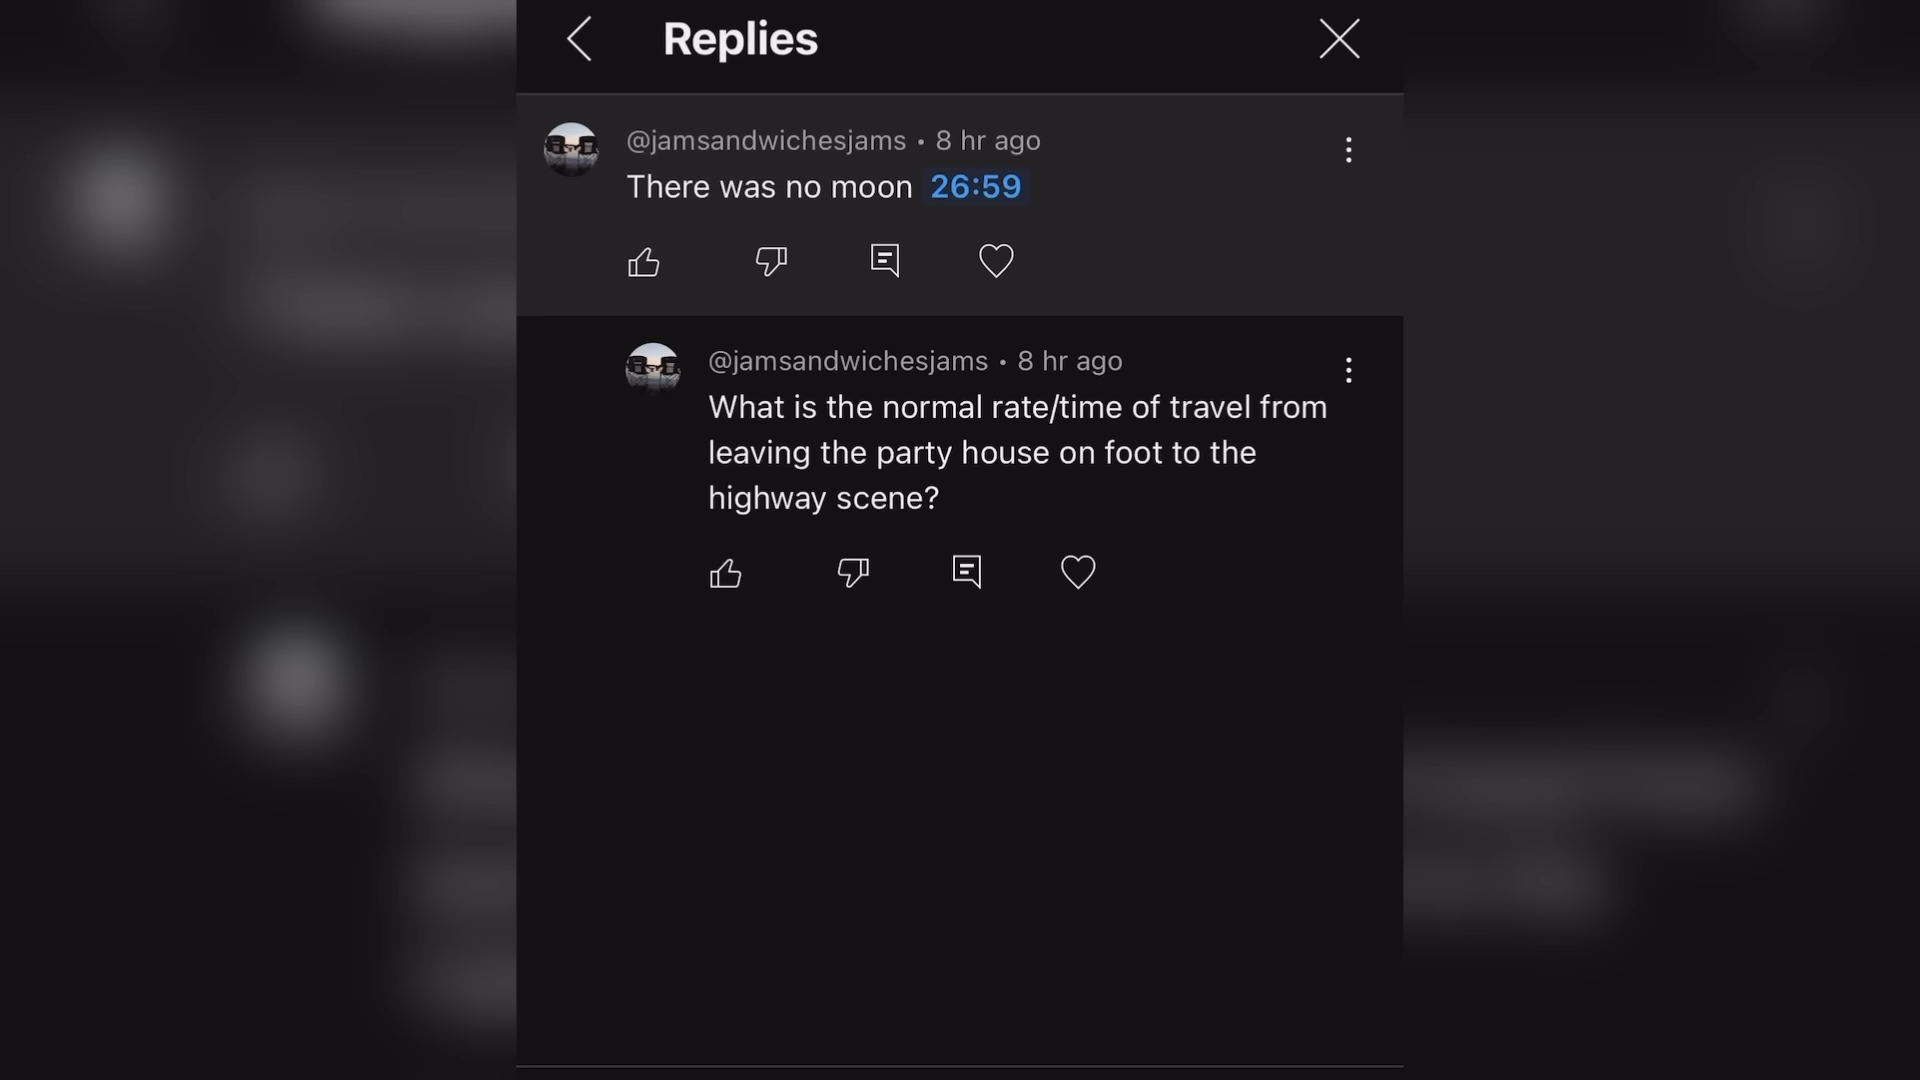 Replies
@jamsandwichesjams • 8 hr ago
There was no moon 26:59
@jamsandwichesjams • 8 hr ago
What is the normal rate/time of travel from
leaving the party house on foot to the
highway scene?